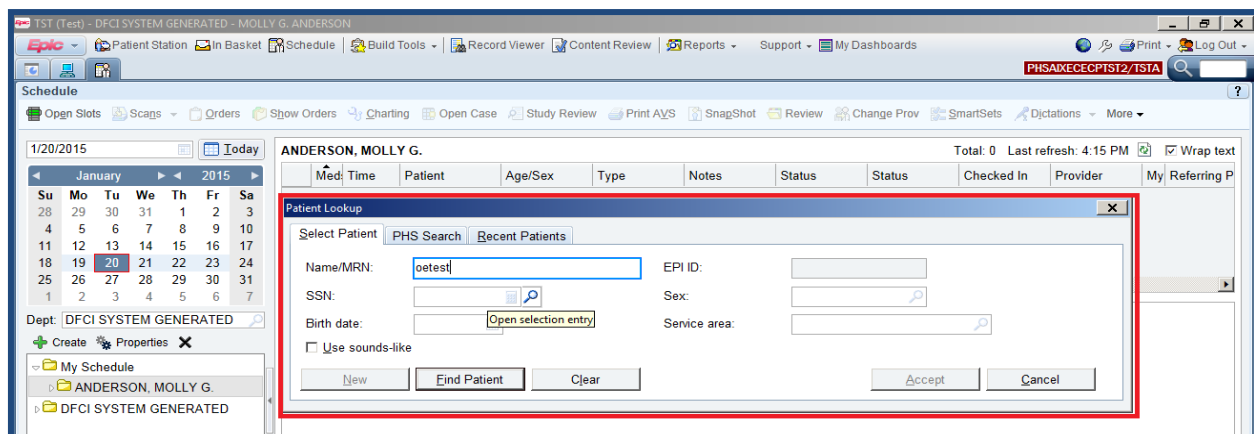 Epic TST (Test) - DFCI SYSTEM GENERATED - MOLLY G. ANDERSON
Epic Patient Station In Basket Schedule Build Tools Record Viewer Content Review Reports Support My Dashboards Print Log Out
PHSAIXECECPTST2/TSTA
Schedule ?
Open Slots Scans Orders Show Orders Charting Open Case Study Review Print AVS SnapShot Review Change Prov SmartSets Dictations More
1/20/2015 Today ANDERSON, MOLLY G. Total: 0 Last refresh: 4:15 PM Wrap text
January 2015 Med: Time Patient Age/Sex Type Notes Status Status Checked In Provider My Referring P
Su Mo Tu We Th Fr Sa
28 29 30 31 1 2 3
4 5 6 7 8 9 10
11 12 13 14 15 16 17
18 19 20 21 22 23 24
25 26 27 28 29 30 31
1 2 3 4 5 6 7
Dept: DFCI SYSTEM GENERATED
Create Properties
My Schedule
ANDERSON, MOLLY G.
DFCI SYSTEM GENERATED
Patient Lookup
Select Patient PHS Search Recent Patients
Name/MRN: oetest EPI ID:
SSN: Sex:
Open selection entry
Birth date: Service area:
Use sounds-like
New Find Patient Clear Accept Cancel